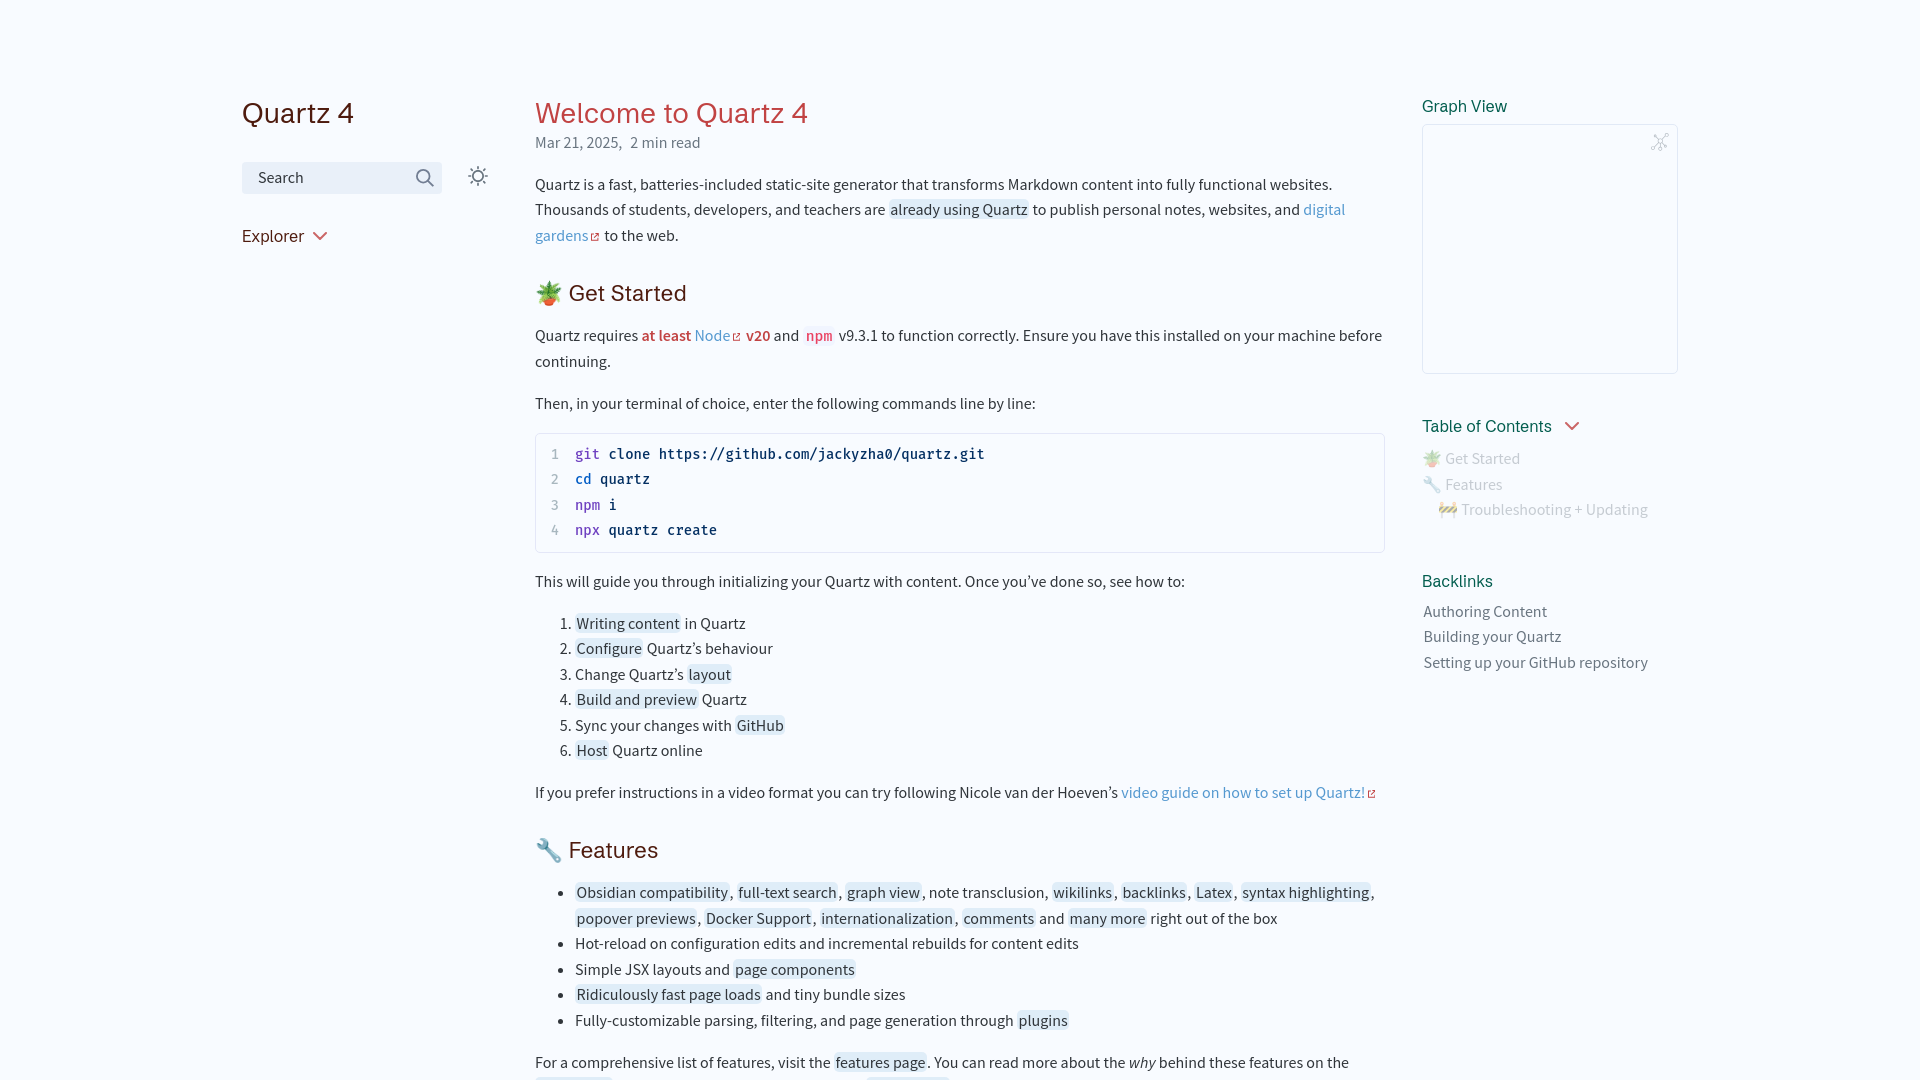 Quartz 4
Search
Explorer
Welcome to Quartz 4
Mar 21, 2025, 2 min read
Quartz is a fast, batteries-included static-site generator that transforms Markdown content into fully functional websites.
Thousands of students, developers, and teachers are already using Quartz to publish personal notes, websites, and digital
gardens to the web.
🪴 Get Started
Quartz requires at least Node v20 and npm v9.3.1 to function correctly. Ensure you have this installed on your machine before
continuing.
Then, in your terminal of choice, enter the following commands line by line:
1 git clone https://github.com/jackyzha0/quartz.git
2 cd quartz
3 npm i
4 npx quartz create
This will guide you through initializing your Quartz with content. Once you’ve done so, see how to:
1. Writing content in Quartz
2. Configure Quartz’s behaviour
3. Change Quartz’s layout
4. Build and preview Quartz
5. Sync your changes with GitHub
6. Host Quartz online
If you prefer instructions in a video format you can try following Nicole van der Hoeven’s video guide on how to set up Quartz!
🔧 Features
• Obsidian compatibility, full-text search, graph view, note transclusion, wikilinks, backlinks, Latex, syntax highlighting,
popover previews, Docker Support, internationalization, comments and many more right out of the box
• Hot-reload on configuration edits and incremental rebuilds for content edits
• Simple JSX layouts and page components
• Ridiculously fast page loads and tiny bundle sizes
• Fully-customizable parsing, filtering, and page generation through plugins
For a comprehensive list of features, visit the features page. You can read more about the why behind these features on the
Graph View
Table of Contents
🪴 Get Started
🔧 Features
🚧 Troubleshooting + Updating
Backlinks
Authoring Content
Building your Quartz
Setting up your GitHub repository